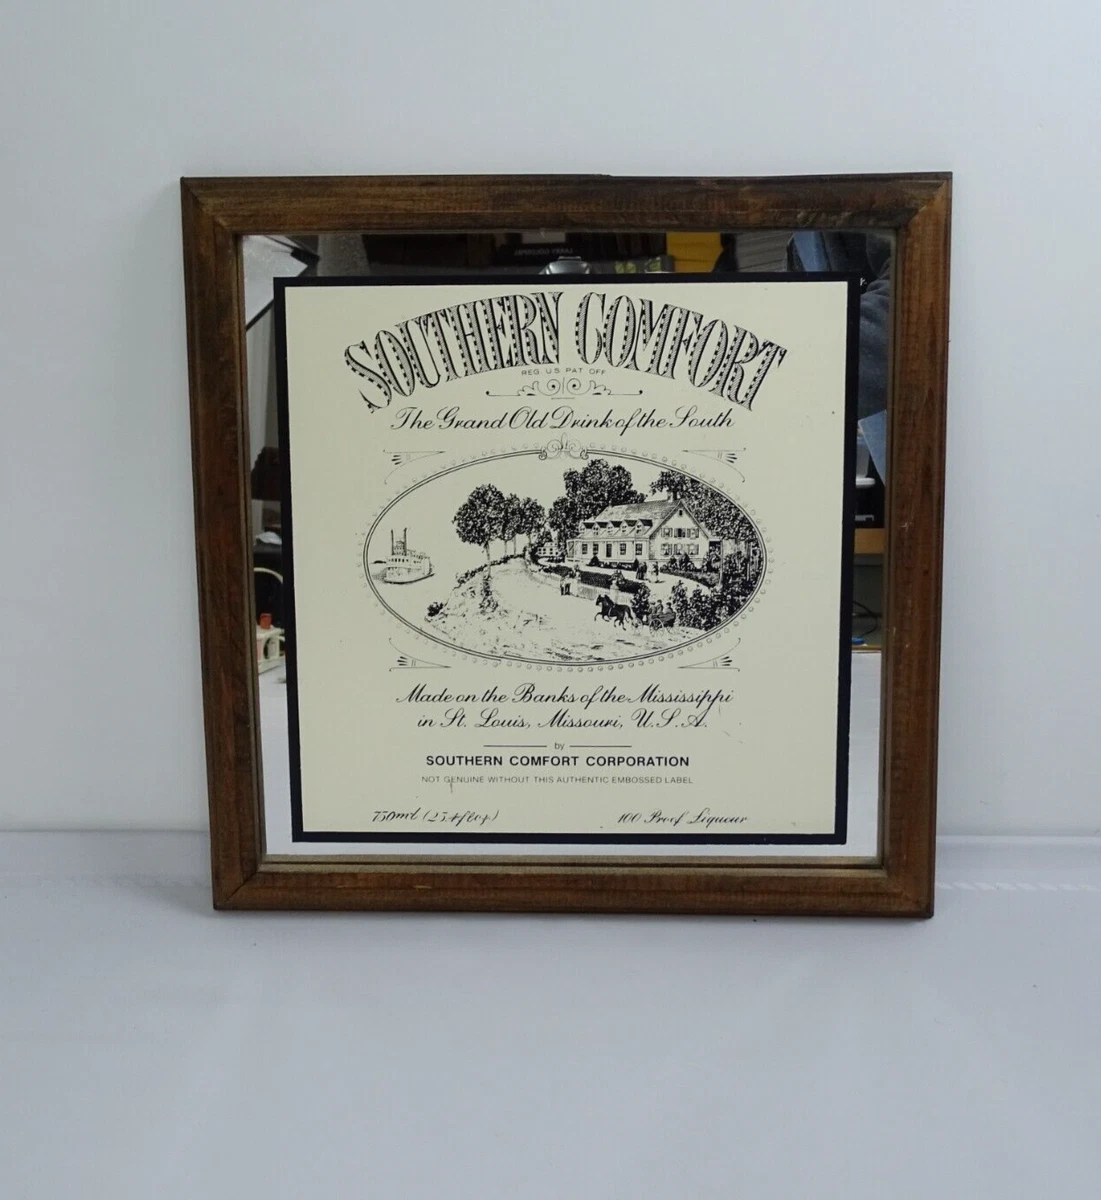 SOUTHERN COMFORT
REG. U.S. PAT. OFF
The Grand Old Drink of the South
Made on the Banks of the Mississippi
in St. Louis, Missouri, U.S.A.
by
SOUTHERN COMFORT CORPORATION
NOT GENUINE WITHOUT THIS AUTHENTIC EMBOSSED LABEL
750ml (25.4 fl oz) 100 Proof Liqueur